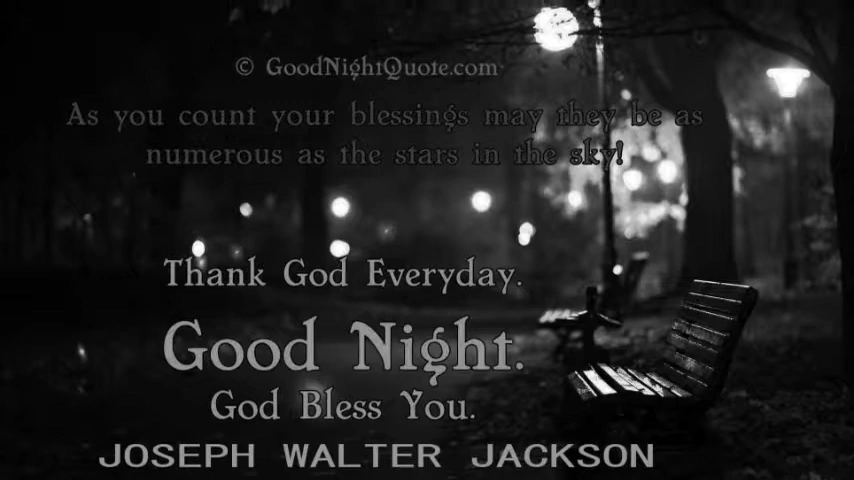 © GoodNightQuote.com
As you count your blessings may they be as
numerous as the stars in the sky!
Thank God Everyday.
Good Night.
God Bless You.
JOSEPH WALTER JACKSON